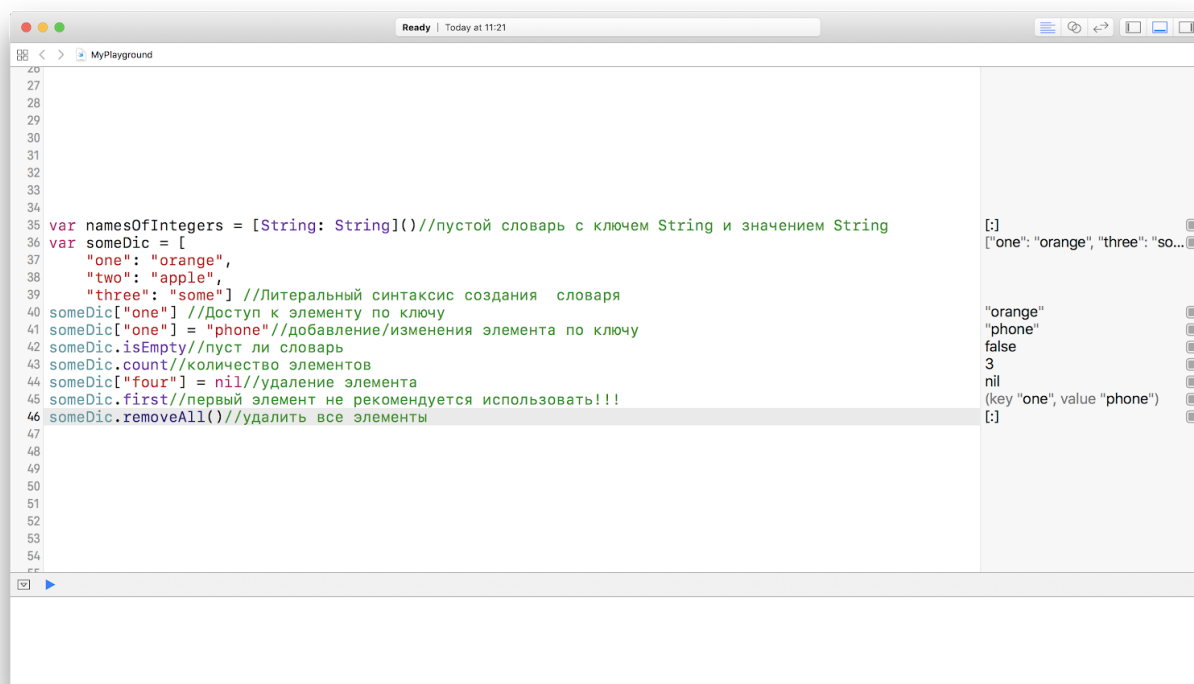 Ready | Today at 11:21
MyPlayground
26
27
28
29
30
31
32
33
34
35 var namesOfIntegers = [String: String]()//пустой словарь с ключем String и значением String [:]
36 var someDic = [ ["one": "orange", "three": "so...
37 "one": "orange",
38 "two": "apple",
39 "three": "some"] //Литеральный синтаксис создания  словаря
40 someDic["one"] //Доступ к элементу по ключу "orange"
41 someDic["one"] = "phone"//добавление/изменения элемента по ключу "phone"
42 someDic.isEmpty//пуст ли словарь false
43 someDic.count//количество элементов 3
44 someDic["four"] = nil//удаление элемента nil
45 someDic.first//первый элемент не рекомендуется использовать!!! (key "one", value "phone")
46 someDic.removeAll()//удалить все элементы [:]
47
48
49
50
51
52
53
54
55